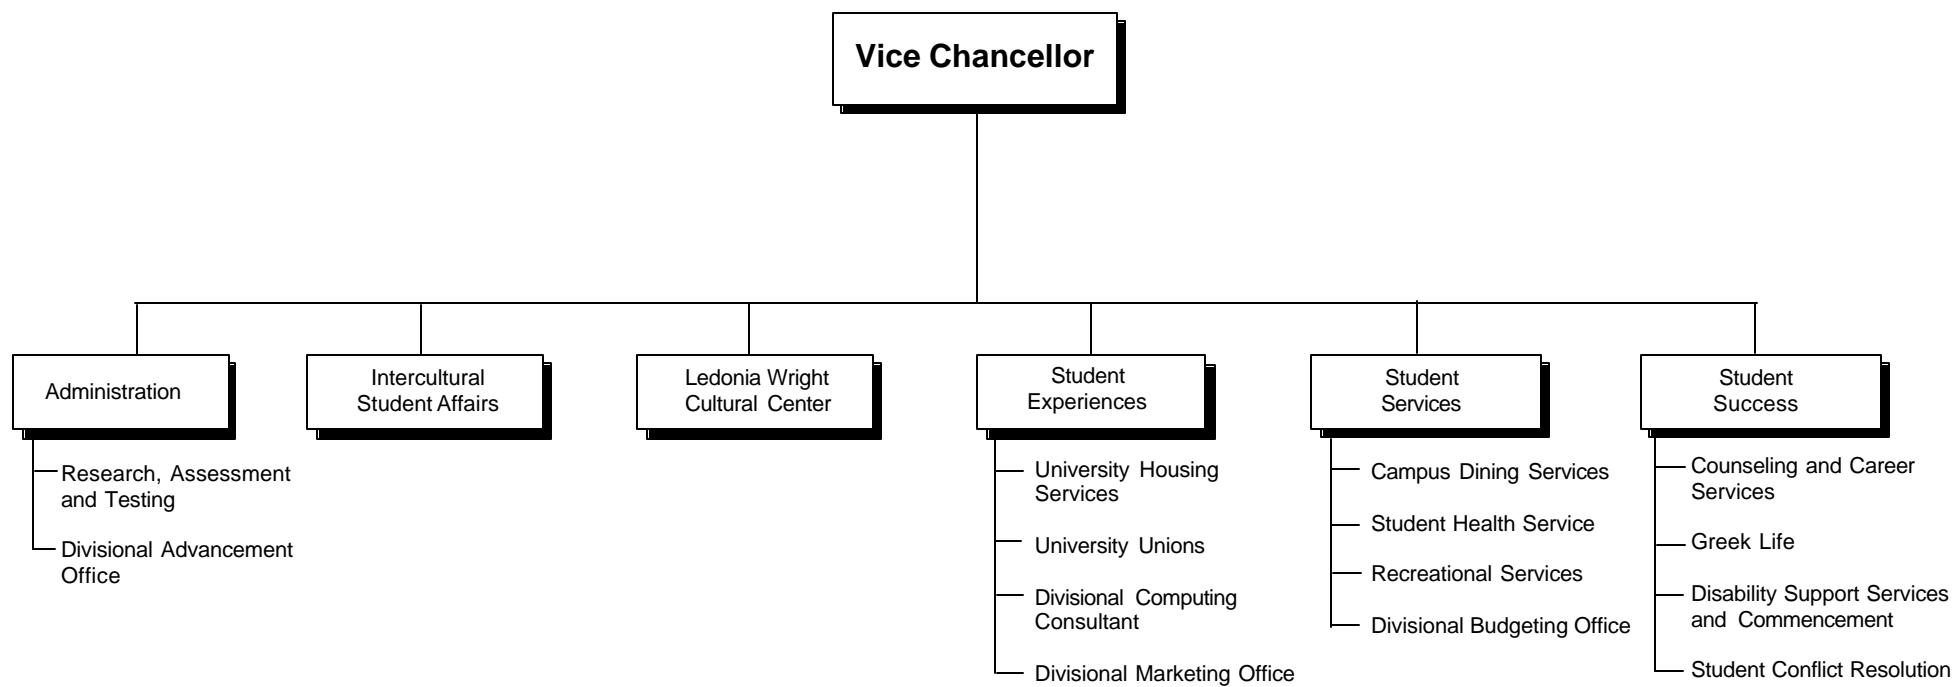 Vice Chancellor
Administration
Intercultural
Student Affairs
Ledonia Wright
Cultural Center
Student
Experiences
Student
Services
Student
Success
Research, Assessment
and Testing
Divisional Advancement
Office
University Housing
Services
University Unions
Divisional Computing
Consultant
Divisional Marketing Office
Campus Dining Services
Student Health Service
Recreational Services
Divisional Budgeting Office
Counseling and Career
Services
Greek Life
Disability Support Services
and Commencement
Student Conflict Resolution